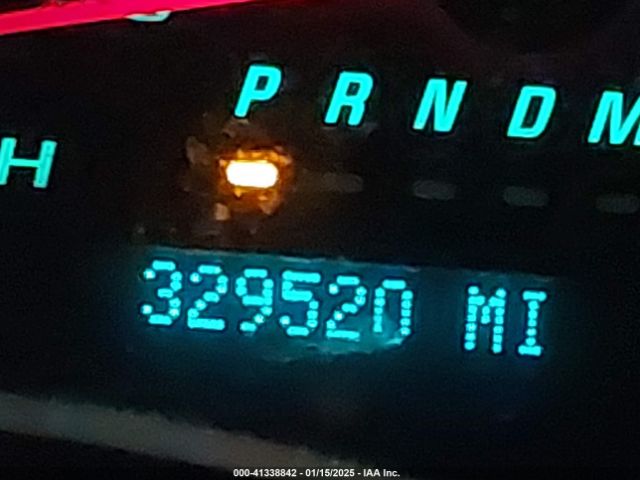 P R N D M
H
329520 MI
000-41338842 - 01/15/2025 - IAA Inc.